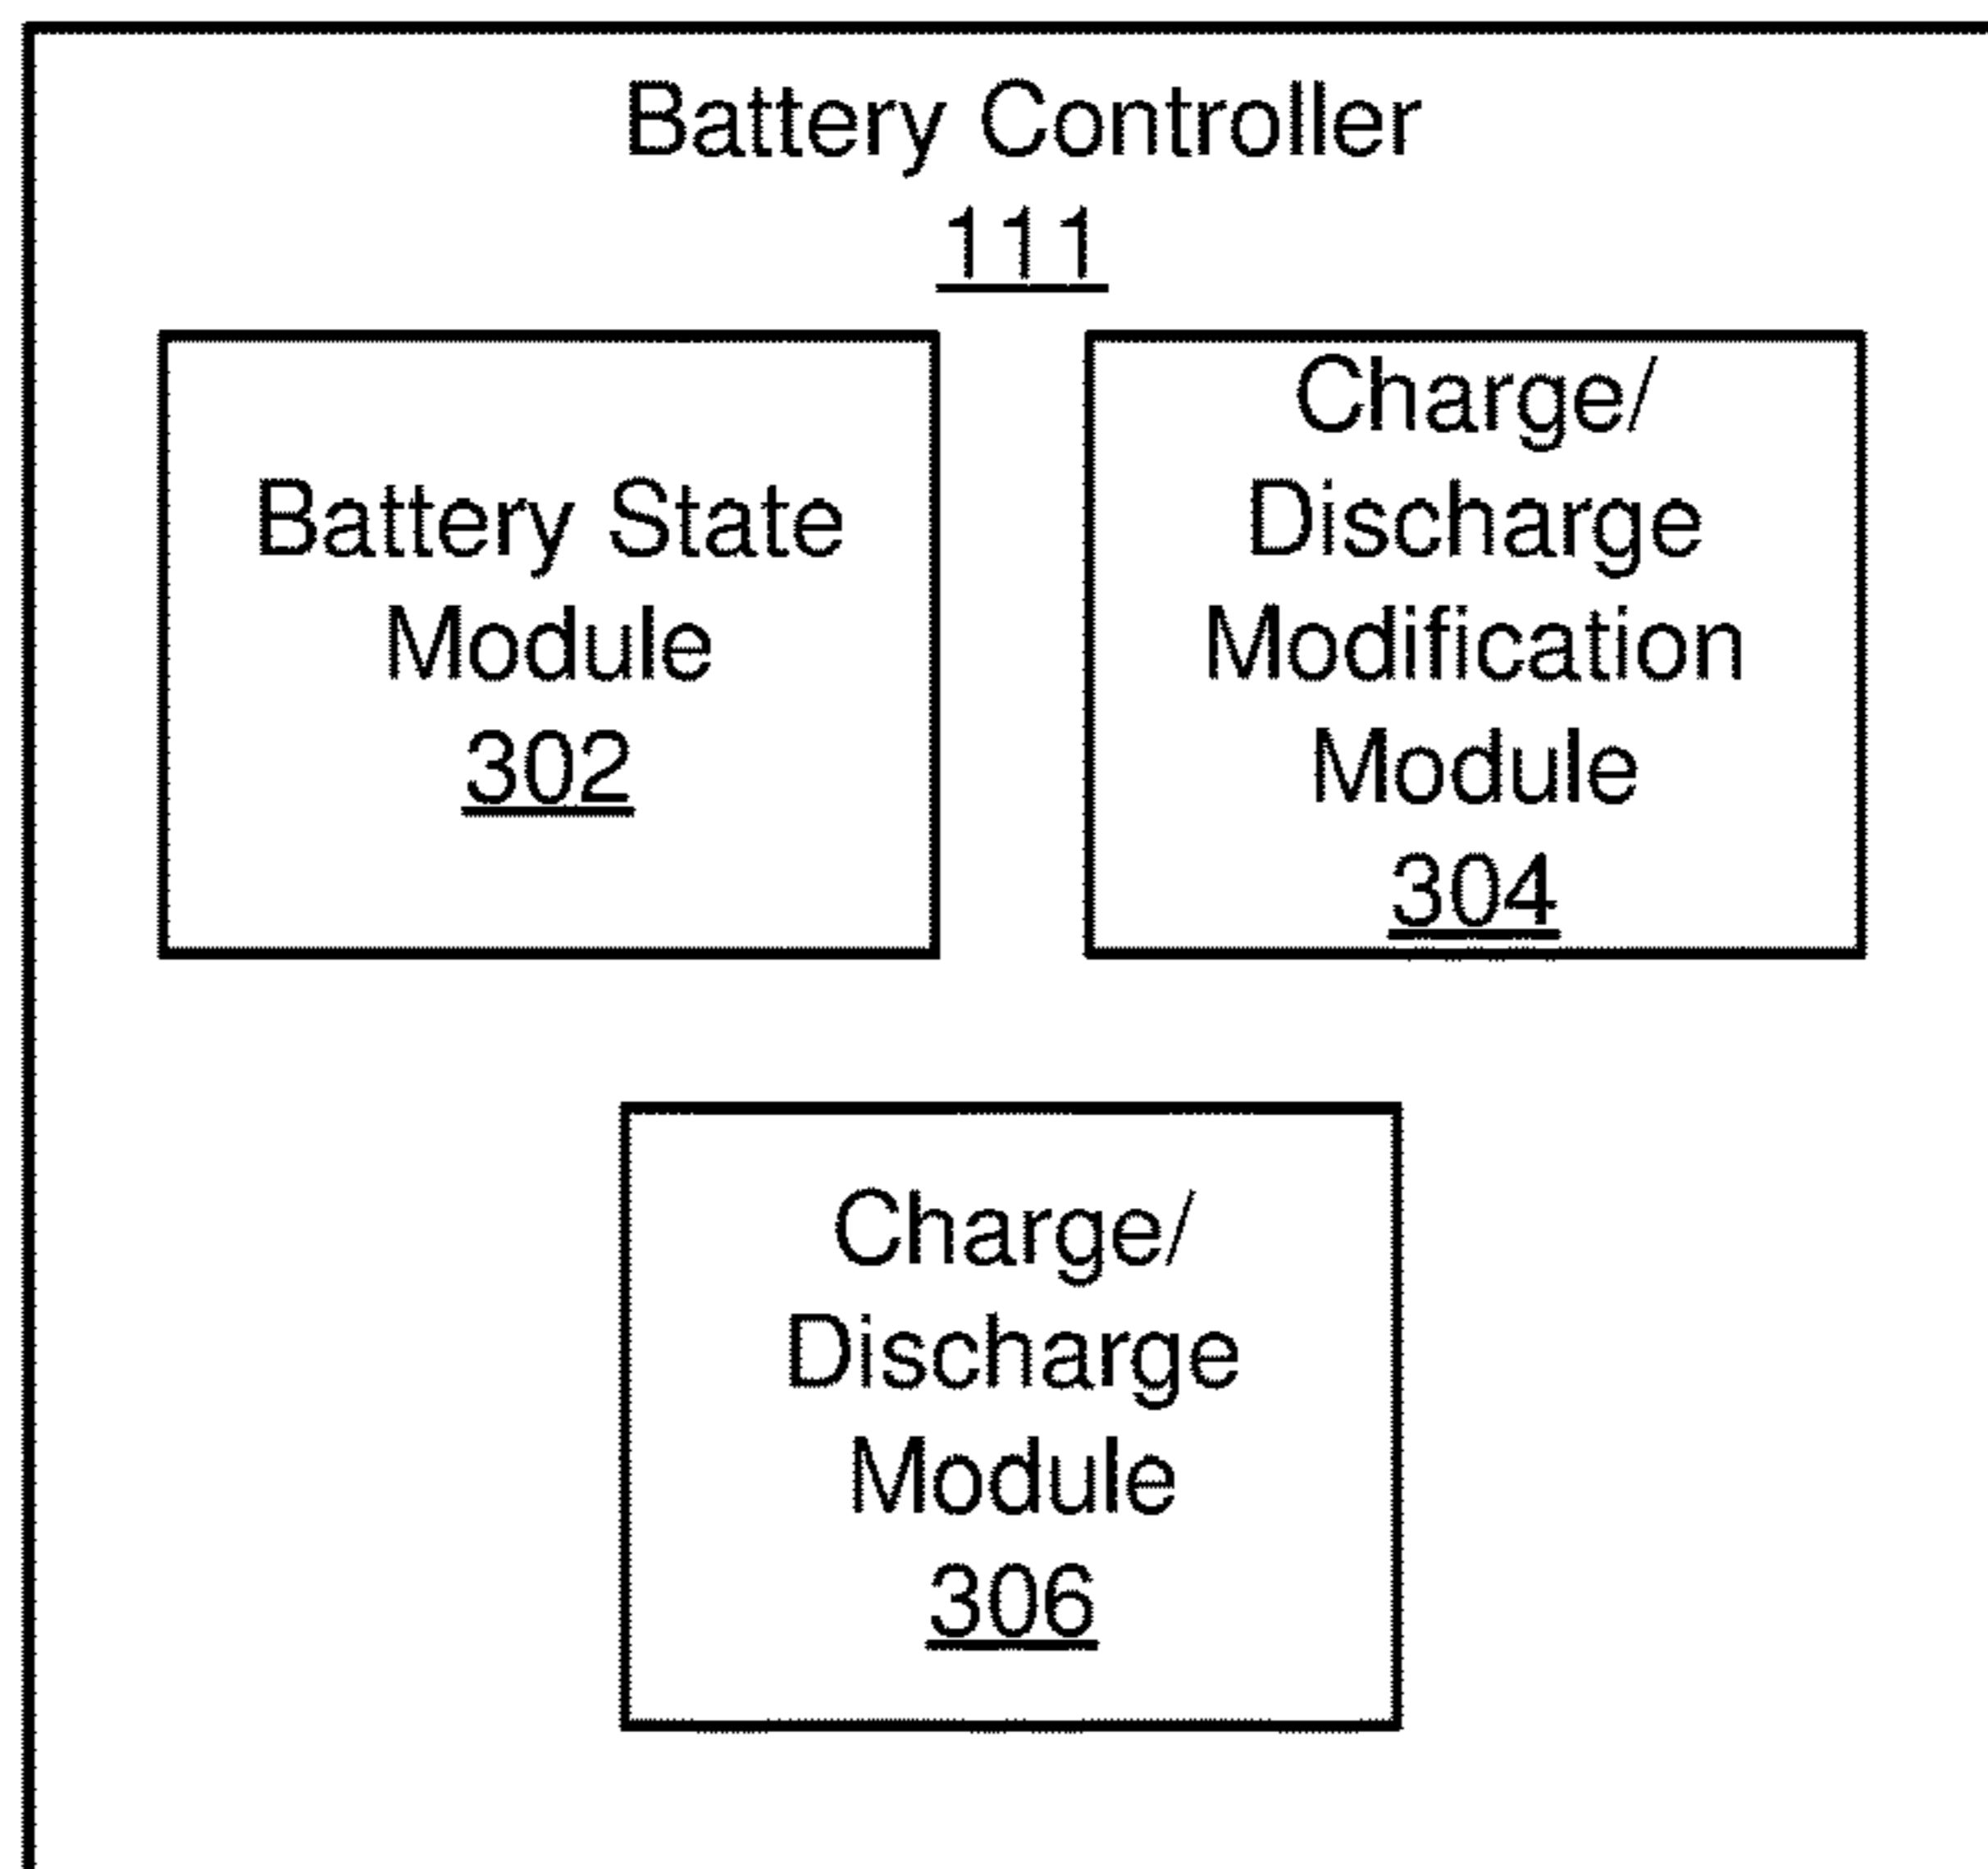 Battery Controller
111
Battery State
Module
302
Charge/
Discharge
Modification
Module
304
Charge/
Discharge
Module
306